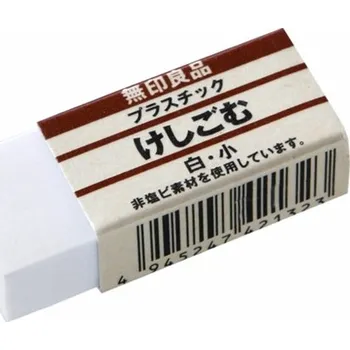 無印良品
プラスチック
けしごむ
白・小
非塩ビ素材を使用しています。
4 945247 421323